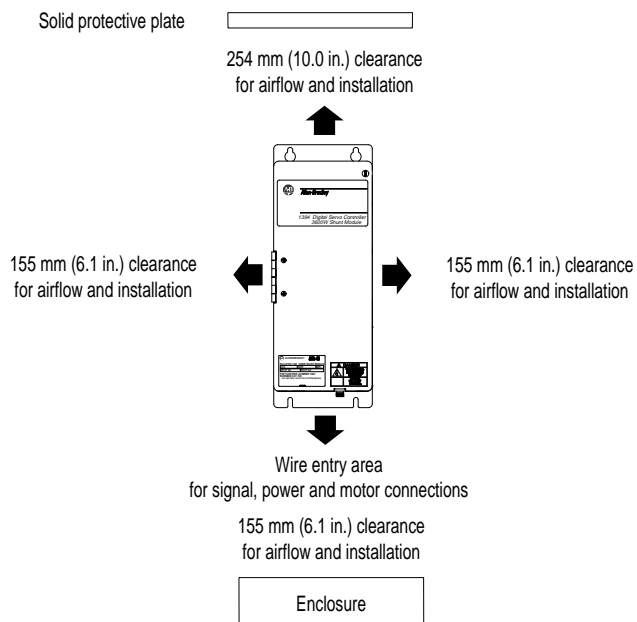 Solid protective plate
254 mm (10.0 in.) clearance
for airflow and installation
Allen-Bradley
1394 Digital Servo Controller
3600W Shunt Module
155 mm (6.1 in.) clearance
for airflow and installation
155 mm (6.1 in.) clearance
for airflow and installation
Wire entry area
for signal, power and motor connections
155 mm (6.1 in.) clearance
for airflow and installation
Enclosure